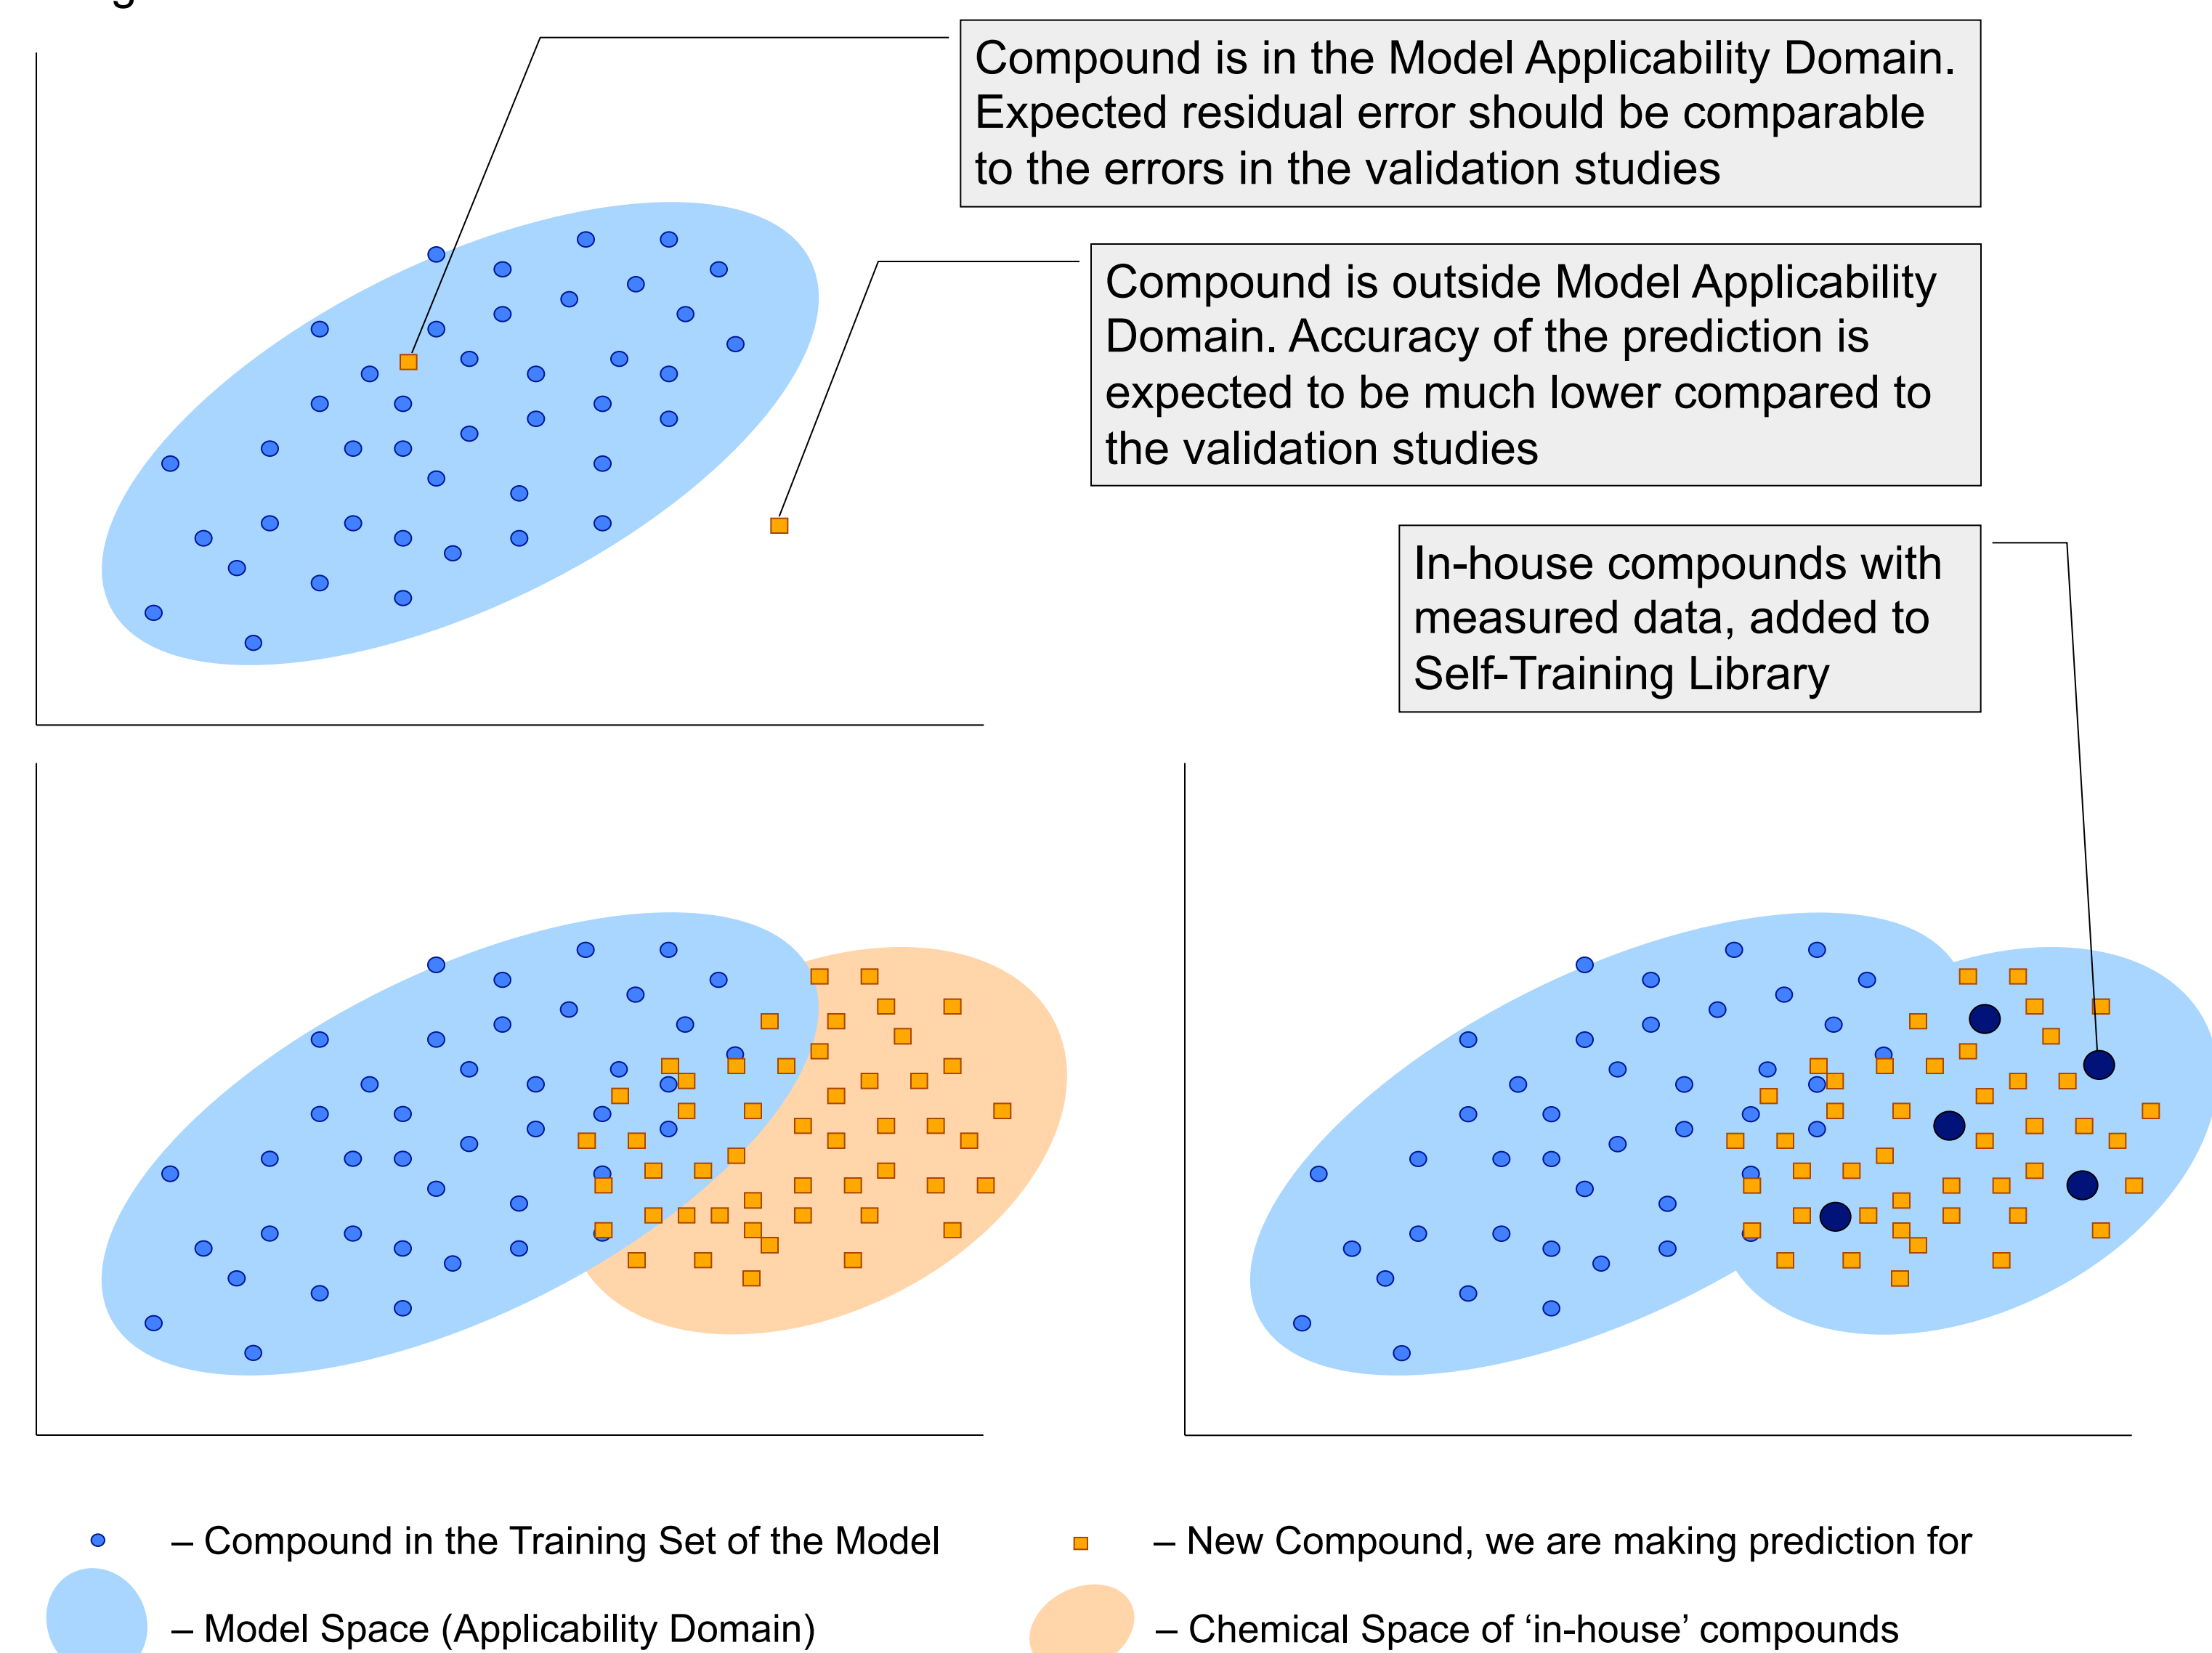 Compound is in the Model Applicability Domain.
Expected residual error should be comparable
to the errors in the validation studies
Compound is outside Model Applicability
Domain. Accuracy of the prediction is
expected to be much lower compared to
the validation studies
In-house compounds with
measured data, added to
Self-Training Library
– Compound in the Training Set of the Model
– New Compound, we are making prediction for
– Model Space (Applicability Domain)
– Chemical Space of ‘in-house’ compounds